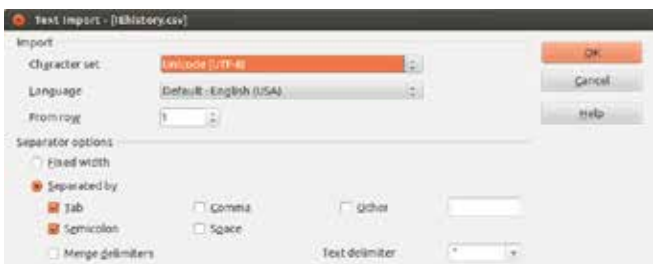 Text Import - [IEhistory.csv]
Import
Character set Unicode (UTF-8)
OK
Language Default - English (USA)
Cancel
From row 1
Help
Separator options
Fixed width
Separated by
Tab Comma Other
Semicolon Space
Merge delimiters Text delimiter "